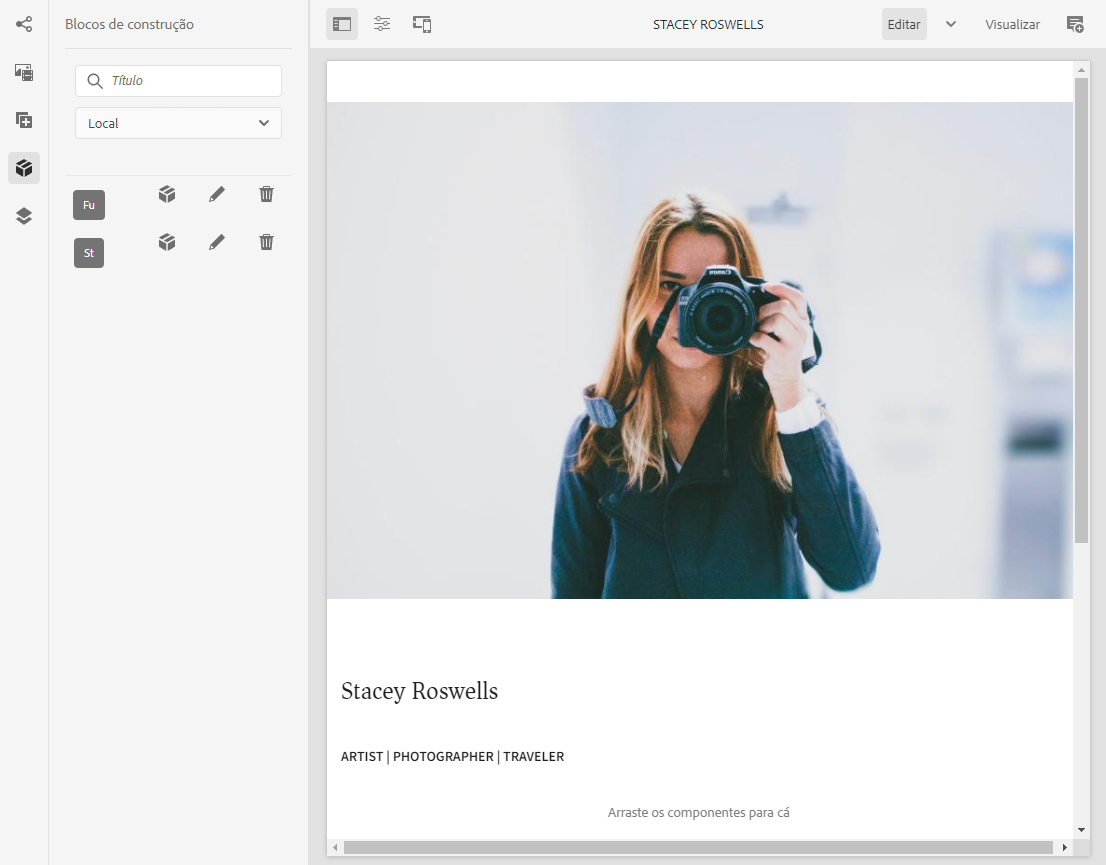 Blocos de construção
STACEY ROSWELLS
Editar
Visualizar
Título
Local
Fu
St
Canon
Stacey Roswells
ARTIST | PHOTOGRAPHER | TRAVELER
Arraste os componentes para cá